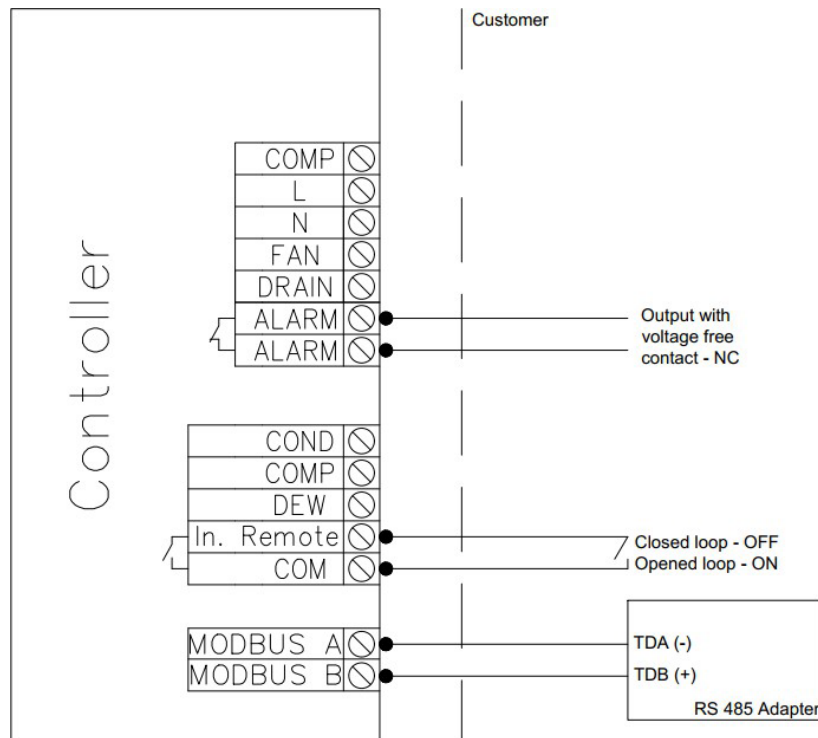 Customer
Controller
COMP
L
N
FAN
DRAIN
ALARM
ALARM
Output with
voltage free
contact - NC
COND
COMP
DEW
In. Remote
COM
Closed loop - OFF
Opened loop - ON
MODBUS A
MODBUS B
TDA (-)
TDB (+)
RS 485 Adapter